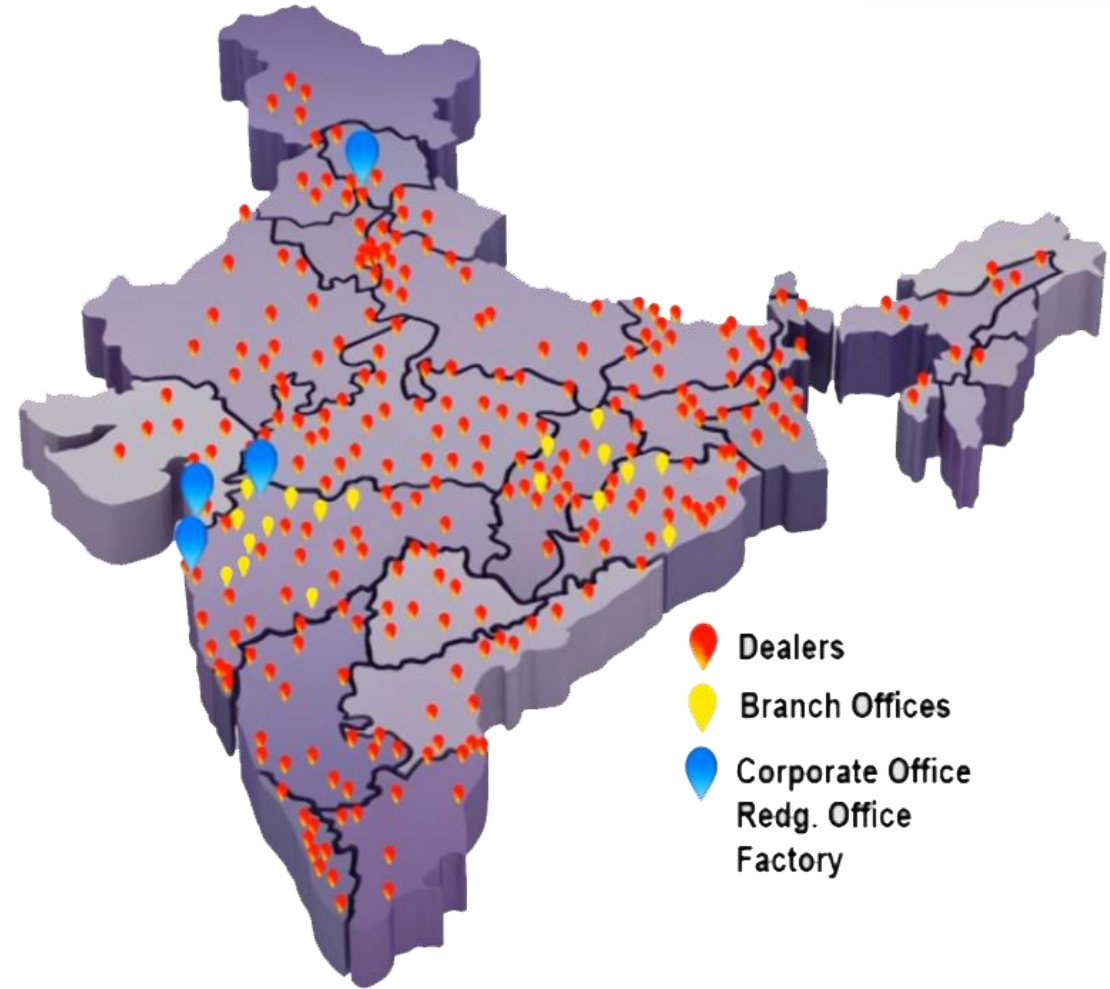 Dealers
Branch Offices
Corporate Office
Redg. Office
Factory